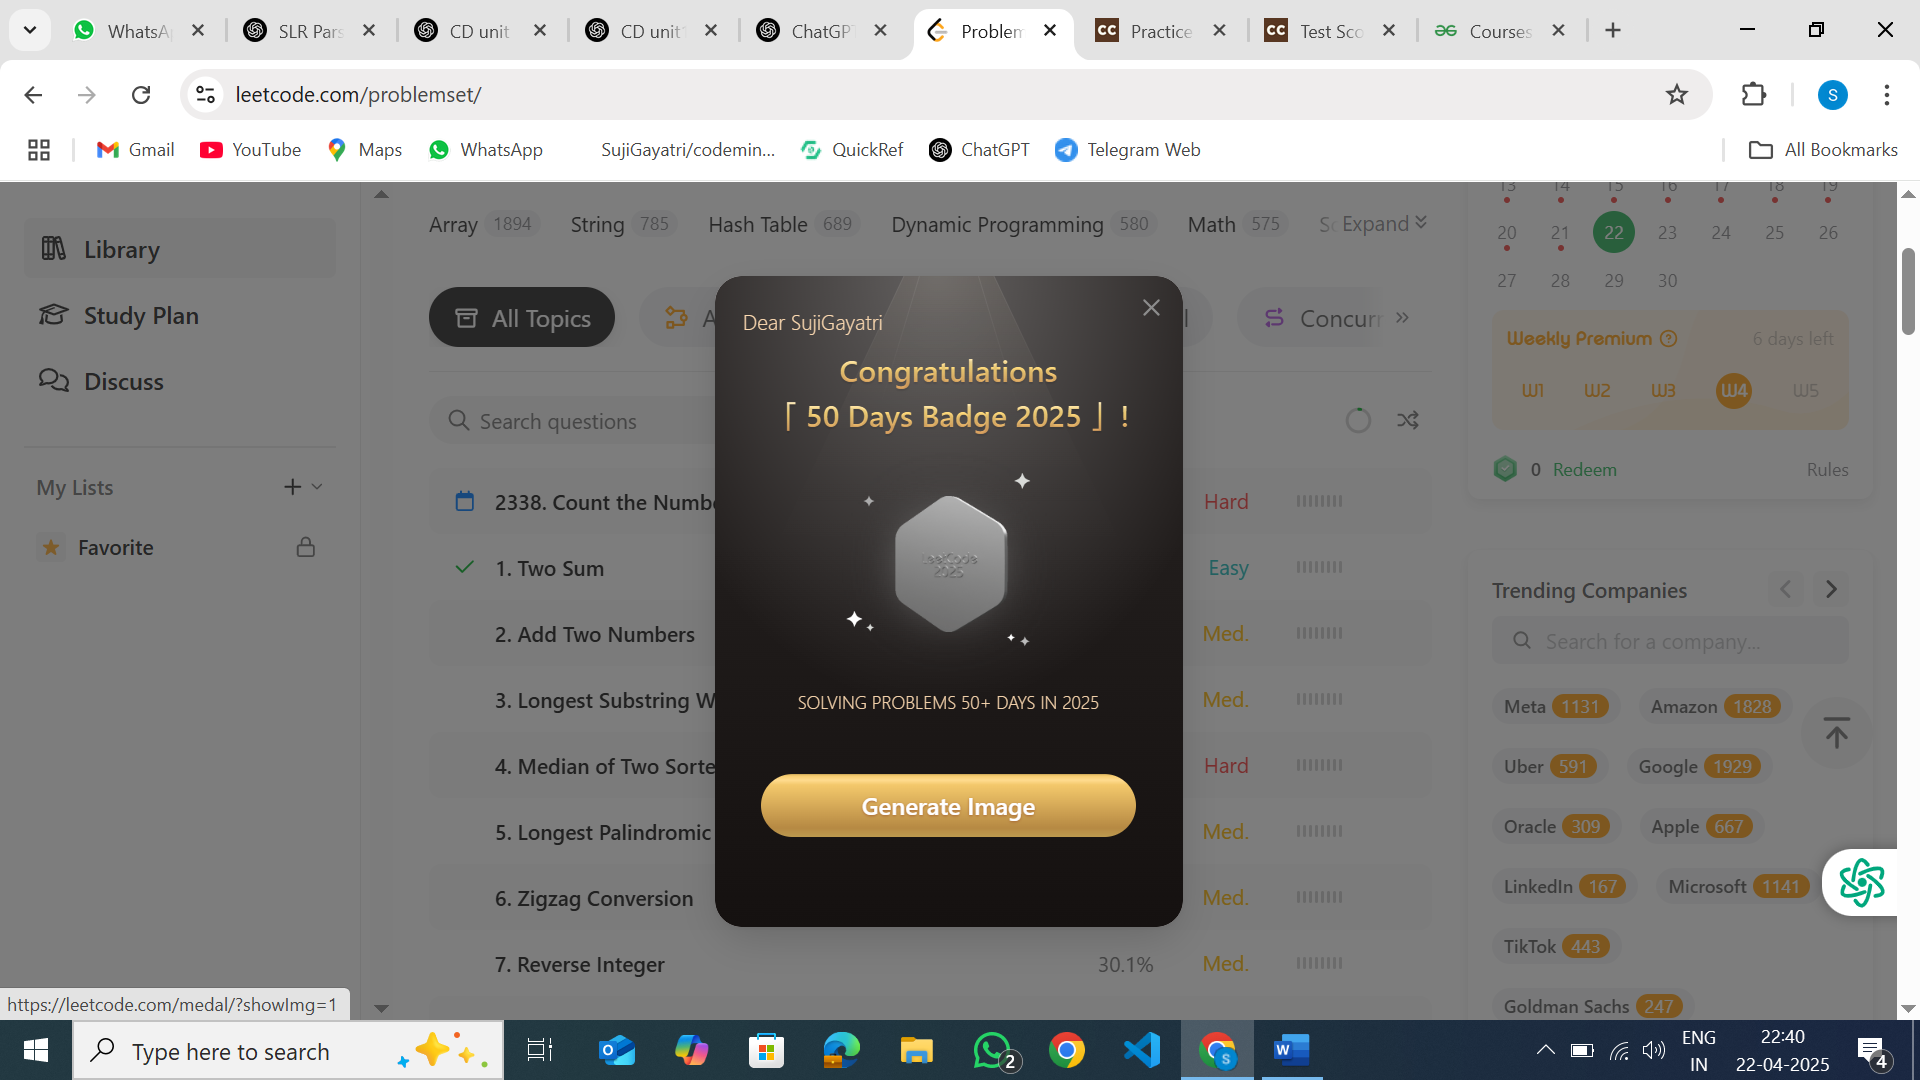 WhatsA
SLR Pars
CD unit
CD unit
ChatGPT
Problem
CC
Practice
CC
Test Sco
Courses
leetcode.com/problemset/
S
Gmail
YouTube
Maps
WhatsApp
SujiGayatri/codemin...
QuickRef
ChatGPT
Telegram Web
All Bookmarks
Library
Study Plan
Discuss
My Lists
Favorite
Array 1894
String 785
Hash Table 689
Dynamic Programming 580
Math 575
Expand
All Topics
Concurr
Search questions
2338. Count the Numb
Hard
1. Two Sum
Easy
2. Add Two Numbers
Med.
3. Longest Substring W
Med.
4. Median of Two Sorte
Hard
5. Longest Palindromic
Med.
6. Zigzag Conversion
Med.
7. Reverse Integer
30.1%
Med.
Dear SujiGayatri
Congratulations
「 50 Days Badge 2025 」 !
LeetCode
2025
SOLVING PROBLEMS 50+ DAYS IN 2025
Generate Image
13 14 15 16 17 18 19
20 21 22 23 24 25 26
27 28 29 30
Weekly Premium ?
6 days left
W1 W2 W3 W4 W5
0 Redeem
Rules
Trending Companies
Search for a company...
Meta 1131
Amazon 1828
Uber 591
Google 1929
Oracle 309
Apple 667
LinkedIn 167
Microsoft 1141
TikTok 443
Goldman Sachs 247
https://leetcode.com/medal/?showImg=1
Type here to search
2
S
ENG
IN
22:40
22-04-2025
4